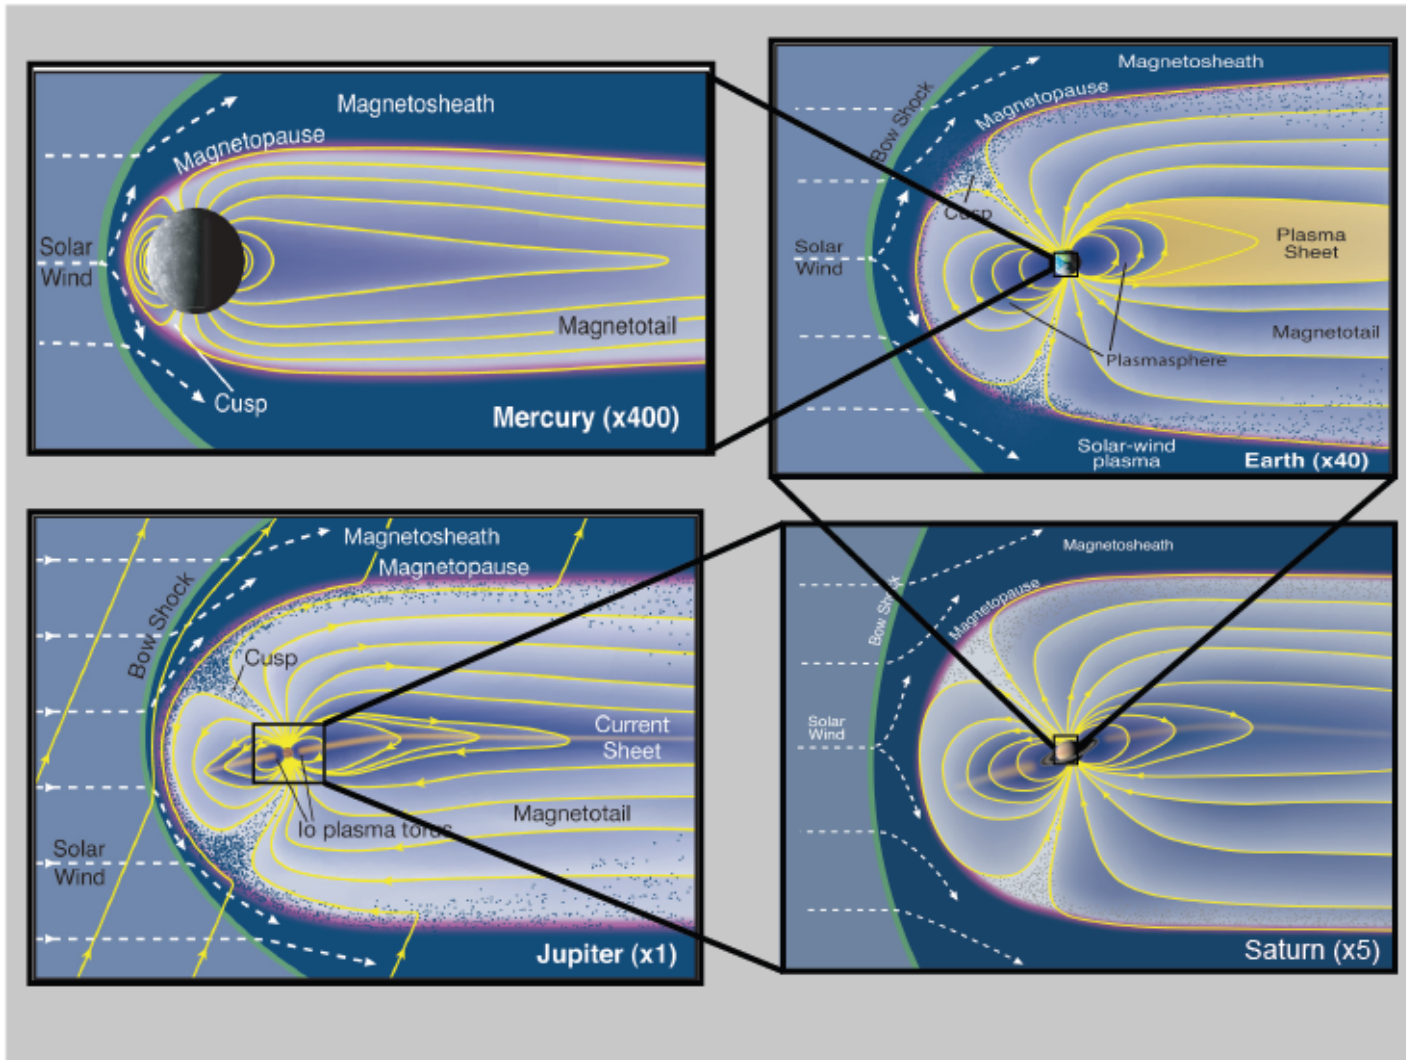 Magnetosheath
Magnetopause
Solar
Wind
Magnetotail
Cusp
Mercury (x400)
Magnetosheath
Magnetopause
Bow Shock
Cusp
Solar
Wind
Plasma
Sheet
Magnetotail
Plasmasphere
Solar-wind
plasma
Earth (x40)
Magnetosheath
Magnetopause
Bow Shock
Cusp
Current
Sheet
Magnetotail
Io plasma torus
Solar
Wind
Jupiter (x1)
Magnetosheath
Bow Shock
Magnetopause
Solar
Wind
Saturn (x5)